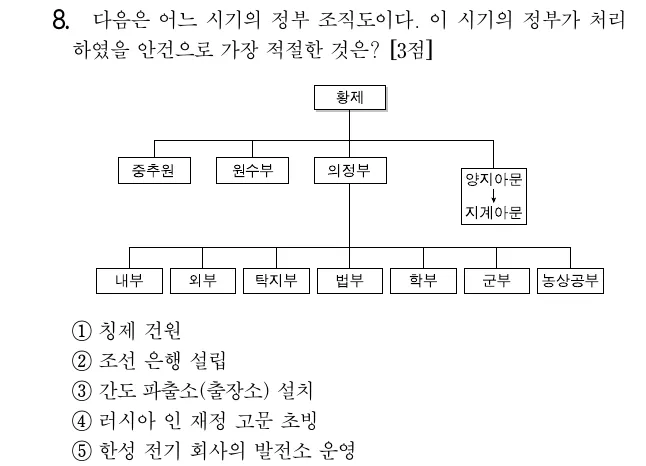 8. 다음은 어느 시기의 정부 조직도이다. 이 시기의 정부가 처리
하였을 안건으로 가장 적절한 것은? [3점]
황제
중추원 원수부 의정부 양지아문
지계아문
내부 외부 탁지부 법부 학부 군부 농상공부
① 칭제 건원
② 조선 은행 설립
③ 간도 파출소(출장소) 설치
④ 러시아 인 재정 고문 초빙
⑤ 한성 전기 회사의 발전소 운영